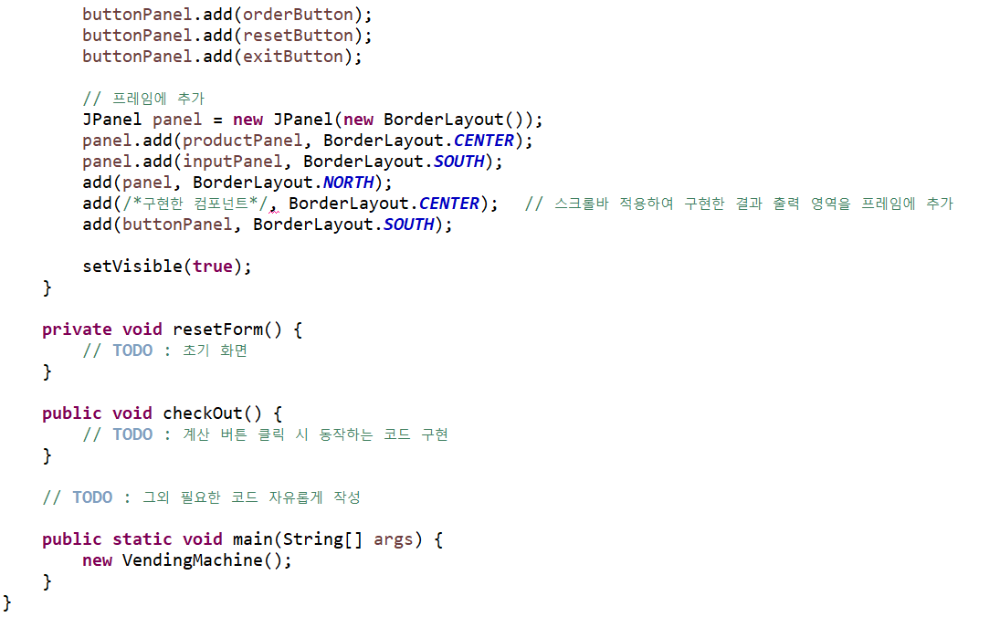 buttonPanel.add(orderButton);
buttonPanel.add(resetButton);
buttonPanel.add(exitButton);
// 프레임에 추가
JPanel panel = new JPanel(new BorderLayout());
panel.add(productPanel, BorderLayout.CENTER);
panel.add(inputPanel, BorderLayout.SOUTH);
add(panel, BorderLayout.NORTH);
add(/*구현한 컴포넌트*/, BorderLayout.CENTER); // 스크롤바 적용하여 구현한 결과 출력 영역을 프레임에 추가
add(buttonPanel, BorderLayout.SOUTH);
setVisible(true);
}
private void resetForm() {
// TODO : 초기 화면
}
public void checkOut() {
// TODO : 계산 버튼 클릭 시 동작하는 코드 구현
}
// TODO : 그외 필요한 코드 자유롭게 작성
public static void main(String[] args) {
new VendingMachine();
}
}